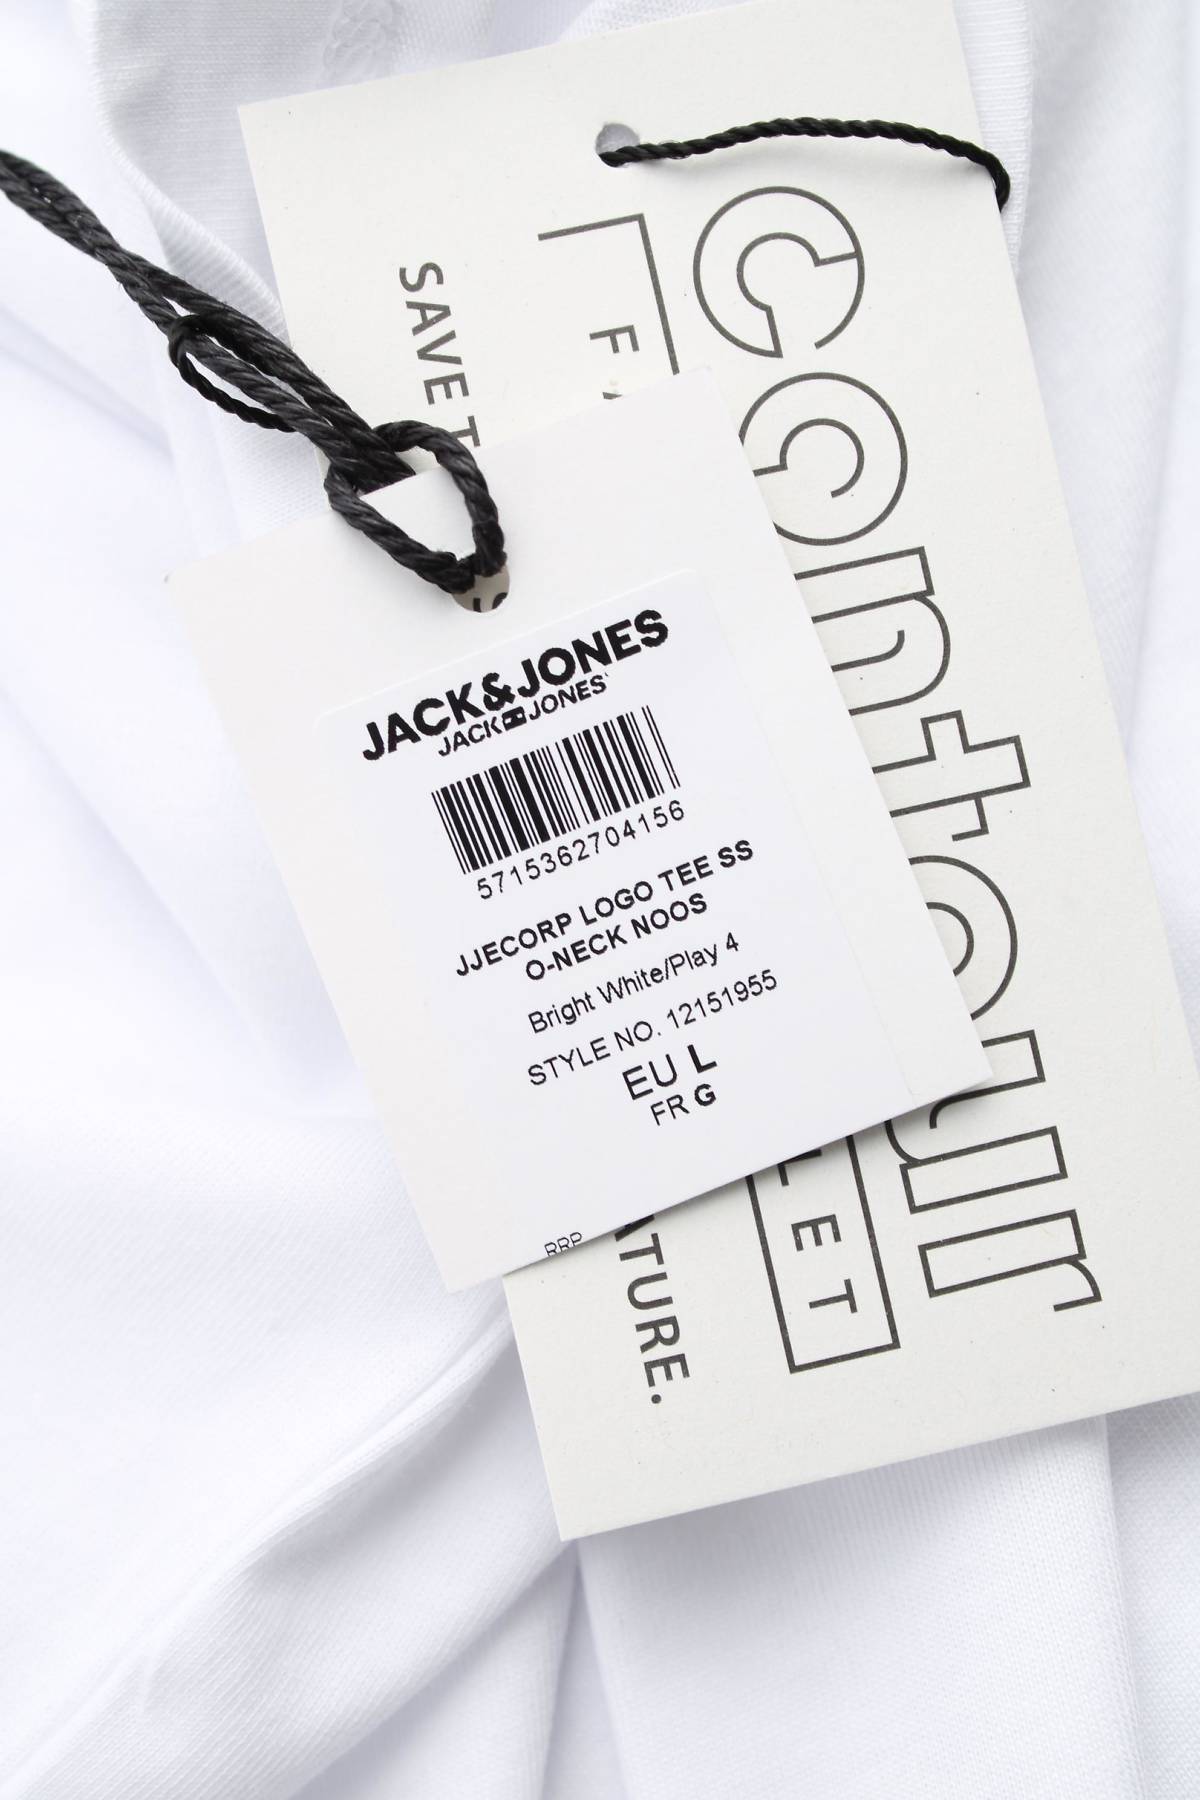 JACK&JONES
JACK JONES
5715362704156
JJECORP LOGO TEE SS
O-NECK NOOS
Bright White/Play 4
STYLE NO. 12151955
EU L
FR G
RRP
Contour
LET
SAVE T
ATURE.